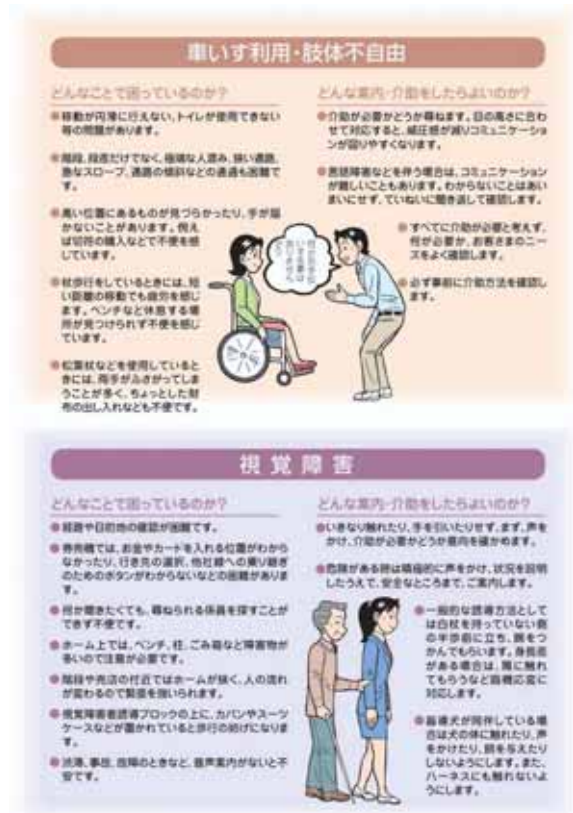 車いす利用・肢体不自由
どんなことで困っているのか?
●移動が円滑に行えない、トイレが使用できない
等の問題があります。
●階段、段差だけでなく、極端な人混み、狭い通路、
急なスロープ、通路の傾斜などの通過も困難で
す。
●高い位置にあるものが見づらかったり、手が届
かないことがあります。例え
ば切符の購入などで不便を感
じています。
●杖歩行をしているときには、短
い距離の移動でも疲労を感じ
ます。ベンチなど休息する場
所が見つけられず不便を感じ
ています。
●松葉杖などを使用していると
きには、両手がふさがってしま
うことが多く、ちょっとした財
布の出し入れなども不便です。
どんな案内・介助をしたらよいのか?
●介助が必要かどうか尋ねます。目の高さに合わ
せて対応すると、威圧感が減りコミュニケーショ
ンが図りやすくなります。
●言語障害などを伴う場合は、コミュニケーション
が難しいこともあります。わからないことはあい
まいにせず、ていねいに聞き返して確認します。
●すべてに介助が必要と考えず、
何が必要か、お客さまのニー
ズをよく確認します。
●必ず事前に介助方法を確認し
ます。
視覚障害
どんなことで困っているのか?
●経路や目的地の確認が困難です。
●券売機では、お金やカードを入れる位置がわから
なかったり、行き先の選択、他社線への乗り継ぎ
のためのボタンがわからないなどの困難がありま
す。
●何か聞きたくても、尋ねられる係員を探すことが
できず不便です。
●ホーム上では、ベンチ、柱、ごみ箱など障害物が
多いので注意が必要です。
●階段や売店の付近ではホームが狭く、人の流れ
が変わるので緊張を強いられます。
●視覚障害者誘導ブロックの上に、カバンやスーツ
ケースなどが置かれていると歩行の妨げになりま
す。
●渋滞、事故、故障のときなど、音声案内がないと不
安です。
どんな案内・介助をしたらよいのか?
●いきなり触れたり、手を引いたりせず、まず、声を
かけ、介助が必要かどうか意向を確かめます。
●危険がある時は積極的に声をかけ、状況を説明
したうえで、安全なところまで、ご案内します。
●一般的な誘導方法として
は白杖を持っていない側
の半歩前に立ち、腕をつ
かんでもらいます。身長差
がある場合は、肩に触れ
てもらうなど臨機応変に
対応します。
●盲導犬が同伴している場
合は犬の体に触れたり、声
をかけたり、餌を与えたり
しないようにします。また、
ハーネスにも触れないよ
うにします。